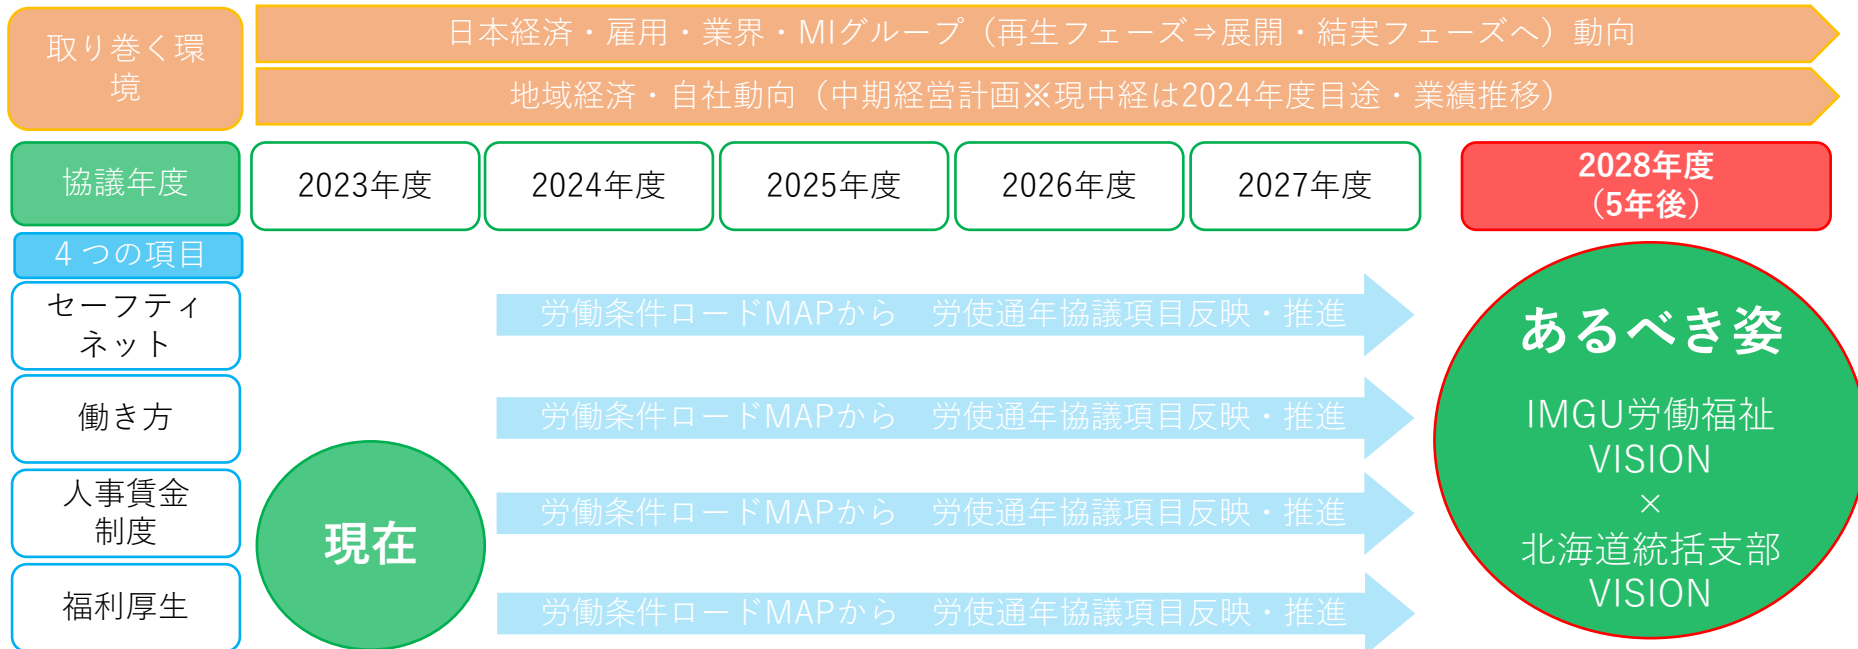 取り巻く環
境
日本経済・雇用・業界・MIグループ（再生フェーズ⇒展開・結実フェーズへ）動向
地域経済・自社動向（中期経営計画※現中経は2024年度目途・業績推移）
協議年度
2023年度
2024年度
2025年度
2026年度
2027年度
2028年度
（5年後）
４つの項目
セーフティ
ネット
労働条件ロードMAPから　労使通年協議項目反映・推進
働き方
労働条件ロードMAPから　労使通年協議項目反映・推進
人事賃金
制度
労働条件ロードMAPから　労使通年協議項目反映・推進
福利厚生
労働条件ロードMAPから　労使通年協議項目反映・推進
現在
あるべき姿
IMGU労働福祉
VISION
×
北海道統括支部
VISION